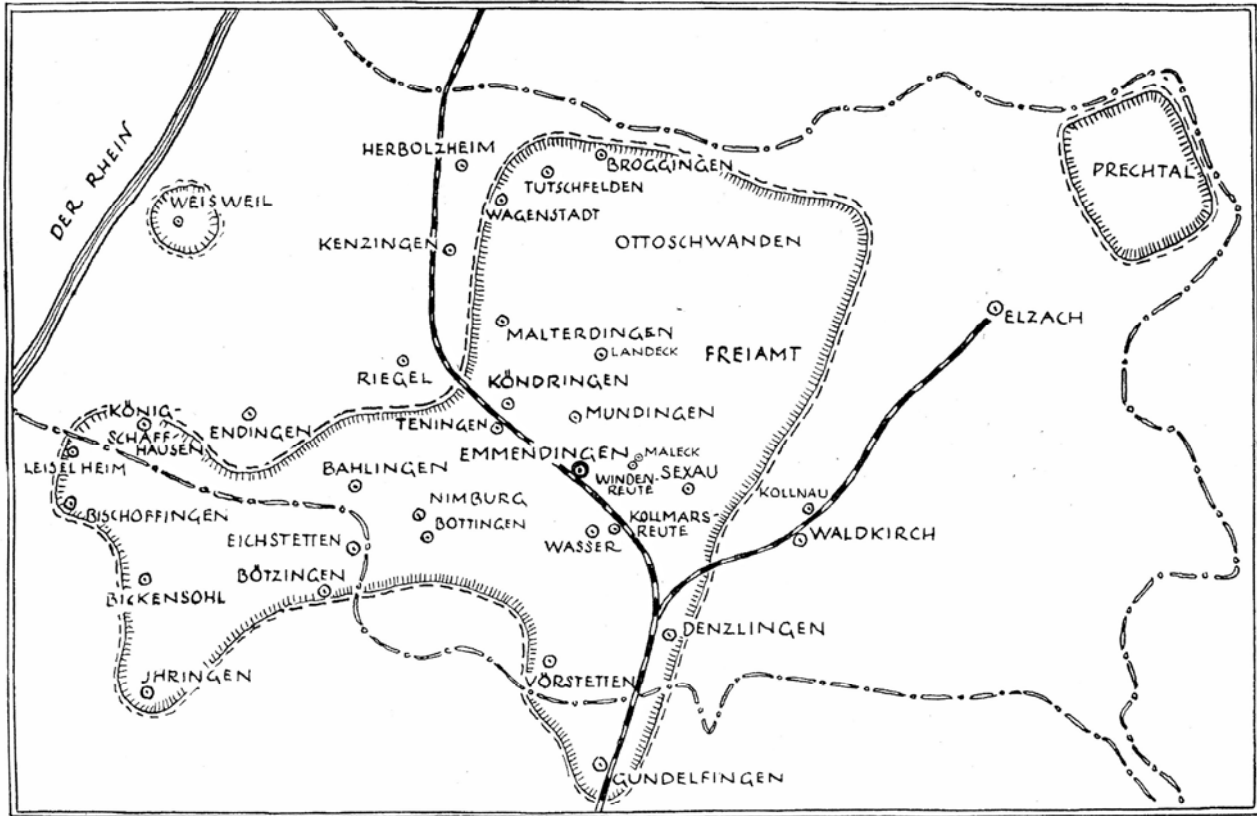 DER RHEIN
HERBOLZHEIM
BROGGINGEN
PRECHTAL
TUTSCHFELDEN
WEISWEIL
WAGENSTADT
KENZINGEN
OTTOSCHWANDEN
ELZACH
MALTERDINGEN
LANDECK
FREIAMT
RIEGEL
KÖNDRINGEN
KÖNIG-
SCHAFF-
HAUSEN
ENDINGEN
TENINGEN
MUNDINGEN
LEISELHEIM
EMMENDINGEN
MALECK
BAHLINGEN
WINDEN-
REUTE
SEXAU
NIMBURG
KOLLNAU
BISCHOFFINGEN
BOTTINGEN
KOLLMARS-
REUTE
EICHSTETTEN
WASSER
WALDKIRCH
BÖTZINGEN
BICKENSOHL
DENZLINGEN
JHRINGEN
VÖRSTETTEN
GUNDELFINGEN